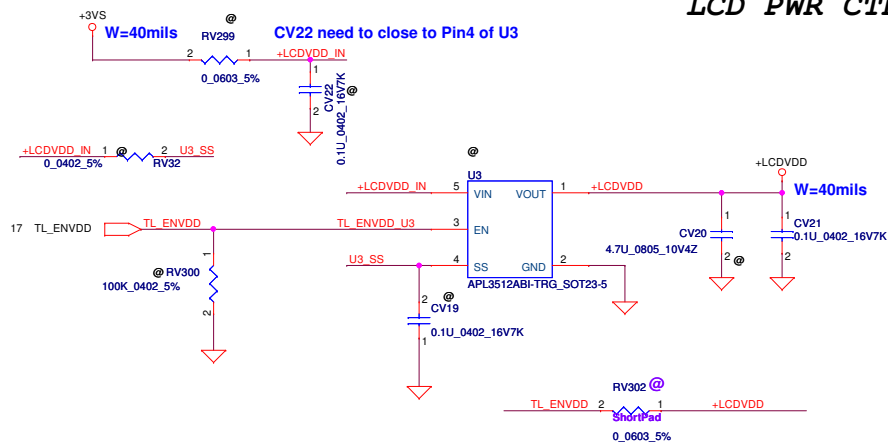 LCD PWR CT
+3VS
W=40mils
@
RV299
CV22 need to close to Pin4 of U3
2
1
+LCDVDD_IN
0_0603_5%
1
CV22
@
2
0.1U_0402_16V7K
+LCDVDD_IN
1
@
2
U3_SS
0_0402_5%
RV32
@
U3
+LCDVDD
+LCDVDD_IN
5
VIN
VOUT
1
+LCDVDD
W=40mils
17
TL_ENVDD
TL_ENVDD
TL_ENVDD_U3
3
EN
1
CV20
1
CV21
0.1U_0402_16V7K
4.7U_0805_10V4Z
2
@
2
U3_SS
4
SS
GND
2
APL3512ABI-TRG_SOT23-5
1
@
RV300
100K_0402_5%
2
2
@
CV19
0.1U_0402_16V7K
1
RV302
@
TL_ENVDD
2
1
+LCDVDD
ShortPad
0_0603_5%